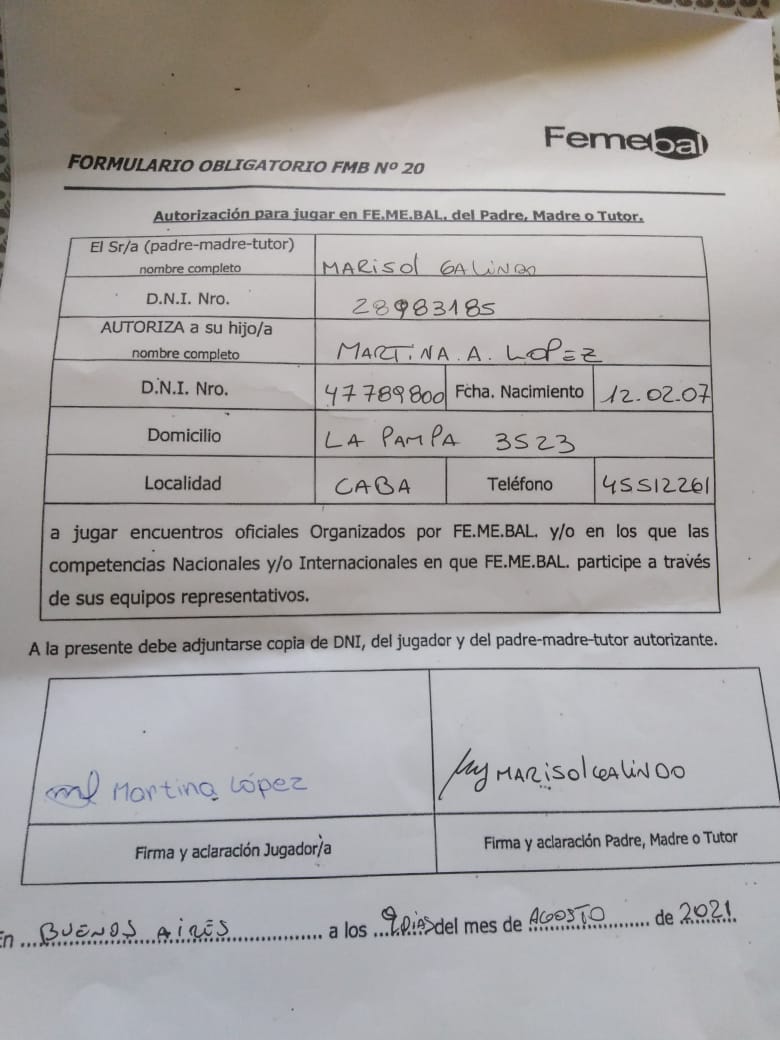 Femebal
FORMULARIO OBLIGATORIO FMB Nº 20
Autorización para jugar en FE.ME.BAL. del Padre, Madre o Tutor.
El Sr/a (padre-madre-tutor)
nombre completo
MARISOL GALINDO
D.N.I. Nro.
28983185
AUTORIZA a su hijo/a
nombre completo
MARTINA. A. LOPEZ
D.N.I. Nro.
47789800
Fcha. Nacimiento
12.02.07
Domicilio
LA PAMPA 3523
Localidad
CABA
Teléfono
45512261
a jugar encuentros oficiales Organizados por FE.ME.BAL. y/o en los que las
competencias Nacionales y/o Internacionales en que FE.ME.BAL. participe a través
de sus equipos representativos.
A la presente debe adjuntarse copia de DNI, del jugador y del padre-madre-tutor autorizante.
Martina López
MARISOL GALINDO
Firma y aclaración Jugador/a
Firma y aclaración Padre, Madre o Tutor
En BUENOS AIRES a los 9 DIAS del mes de AGOSTO de 2021